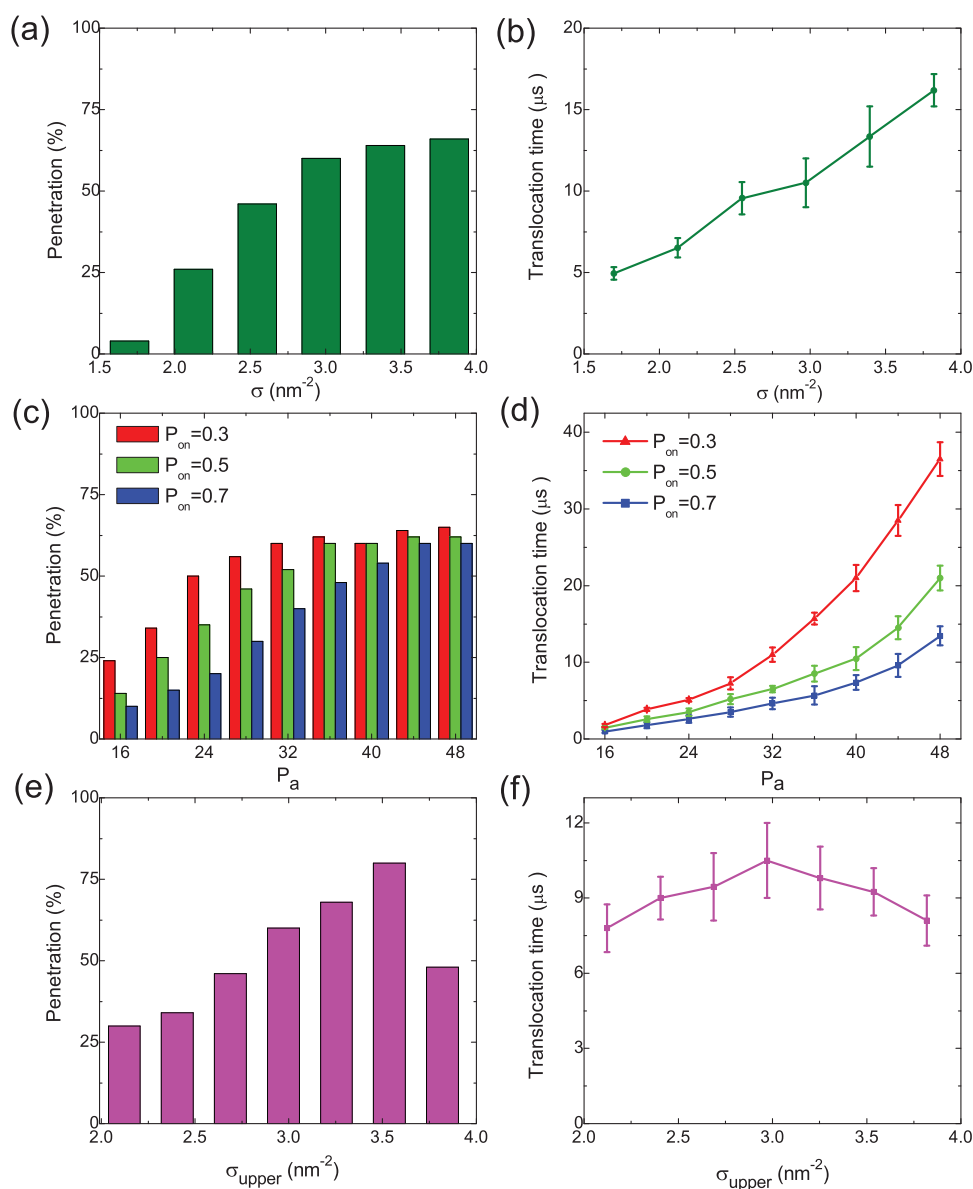 (a)
100
75
50
25
0
Penetration (%)
1.5 2.0 2.5 3.0 3.5 4.0
σ (nm⁻²)
(b)
20
15
10
5
0
Translocation time (μs )
1.5 2.0 2.5 3.0 3.5 4.0
σ (nm⁻²)
(c)
100
75
50
25
0
Penetration (%)
Pon=0.3
Pon=0.5
Pon=0.7
16 24 32 40 48
Pa
(d)
40
30
20
10
0
Translocation time (μs)
Pon=0.3
Pon=0.5
Pon=0.7
16 24 32 40 48
Pa
(e)
100
75
50
25
0
Penetration (%)
2.0 2.5 3.0 3.5 4.0
σupper (nm⁻²)
(f)
12
9
6
3
0
Translocation time (μs)
2.0 2.5 3.0 3.5 4.0
σupper (nm⁻²)